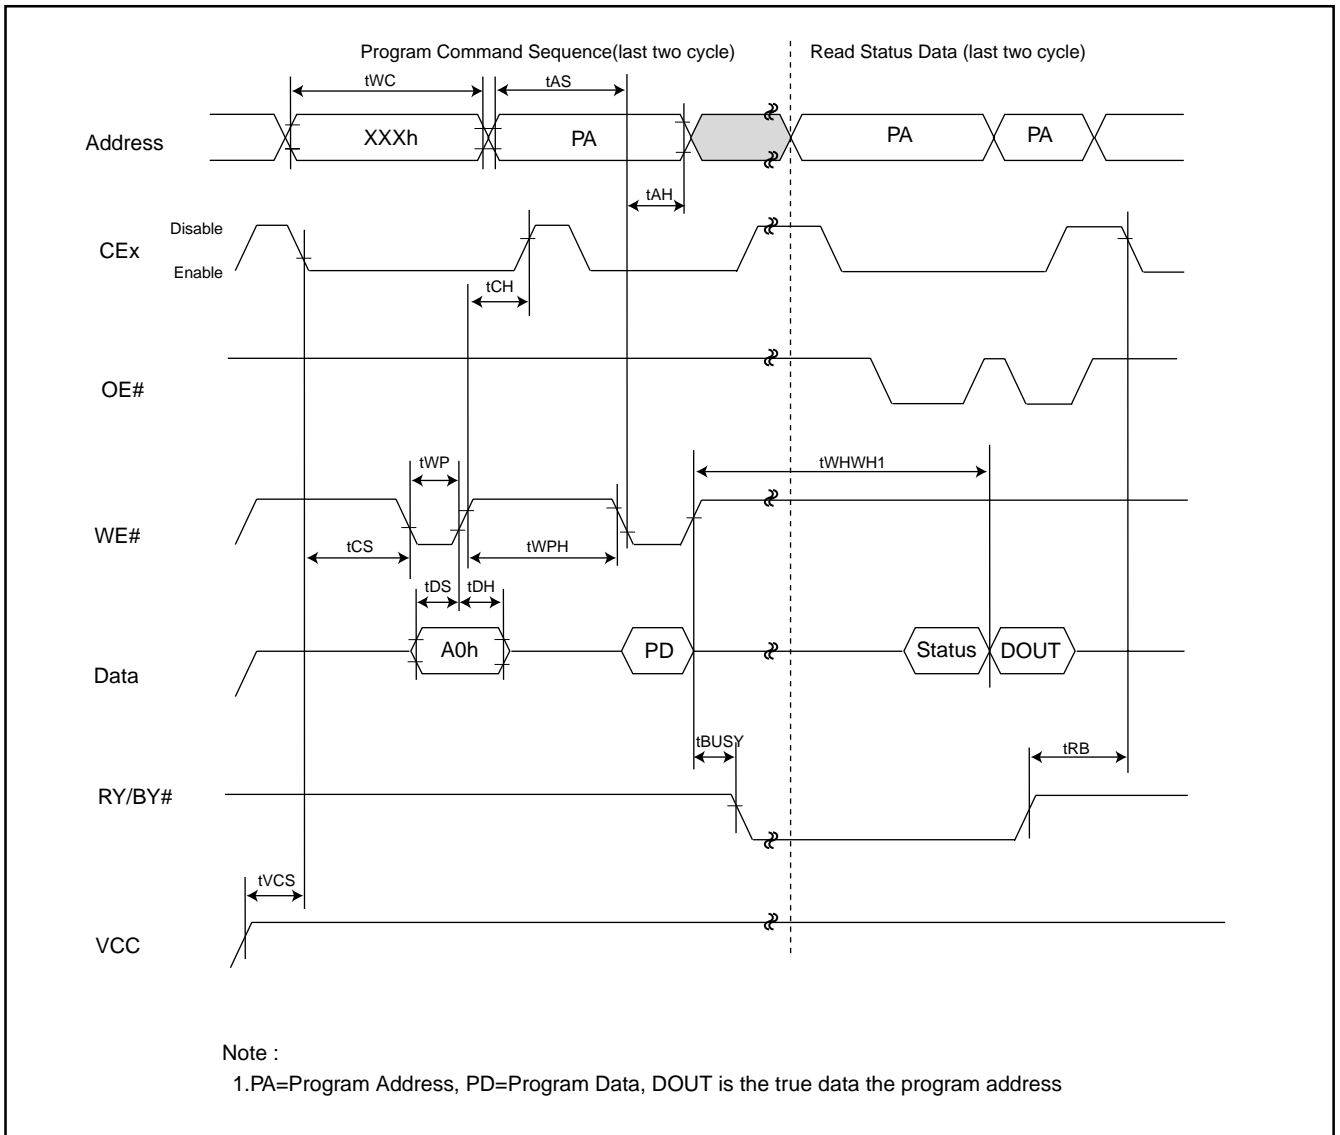 Program Command Sequence(last two cycle)
Read Status Data (last two cycle)
tWC
tAS
Address
XXXh
PA
PA
PA
tAH
Disable
CEx
Enable
tCH
OE#
tWP
tWHWH1
WE#
tCS
tWPH
tDS
tDH
Data
A0h
PD
Status
DOUT
tBUSY
tRB
RY/BY#
tVCS
VCC
Note :
1.PA=Program Address, PD=Program Data, DOUT is the true data the program address